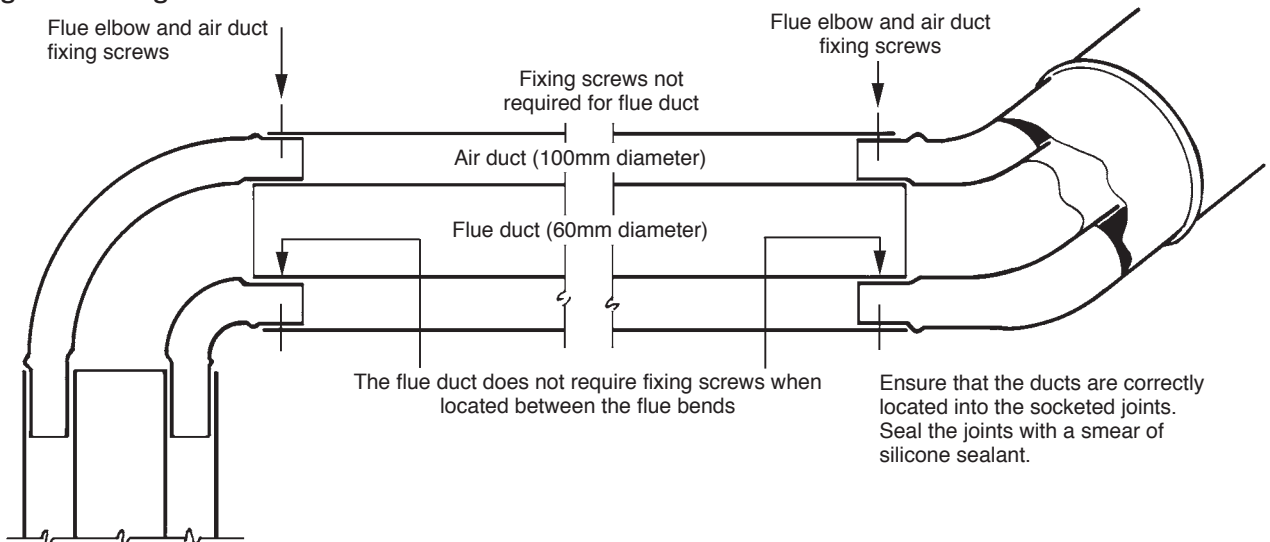 Flue elbow and air duct
fixing screws
Flue elbow and air duct
fixing screws
Fixing screws not
required for flue duct
Air duct (100mm diameter)
Flue duct (60mm diameter)
The flue duct does not require fixing screws when
located between the flue bends
Ensure that the ducts are correctly
located into the socketed joints.
Seal the joints with a smear of
silicone sealant.